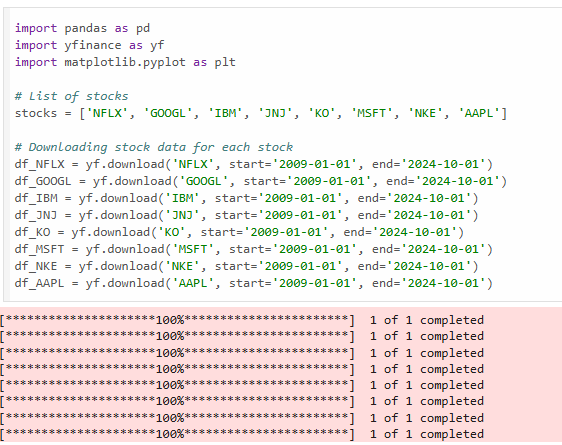 import pandas as pd
import yfinance as yf
import matplotlib.pyplot as plt
# List of stocks
stocks = ['NFLX', 'GOOGL', 'IBM', 'JNJ', 'KO', 'MSFT', 'NKE', 'AAPL']
# Downloading stock data for each stock
df_NFLX = yf.download('NFLX', start='2009-01-01', end='2024-10-01')
df_GOOGL = yf.download('GOOGL', start='2009-01-01', end='2024-10-01')
df_IBM = yf.download('IBM', start='2009-01-01', end='2024-10-01')
df_JNJ = yf.download('JNJ', start='2009-01-01', end='2024-10-01')
df_KO = yf.download('KO', start='2009-01-01', end='2024-10-01')
df_MSFT = yf.download('MSFT', start='2009-01-01', end='2024-10-01')
df_NKE = yf.download('NKE', start='2009-01-01', end='2024-10-01')
df_AAPL = yf.download('AAPL', start='2009-01-01', end='2024-10-01')
[*********************100%***********************]  1 of 1 completed
[*********************100%***********************]  1 of 1 completed
[*********************100%***********************]  1 of 1 completed
[*********************100%***********************]  1 of 1 completed
[*********************100%***********************]  1 of 1 completed
[*********************100%***********************]  1 of 1 completed
[*********************100%***********************]  1 of 1 completed
[*********************100%***********************]  1 of 1 completed